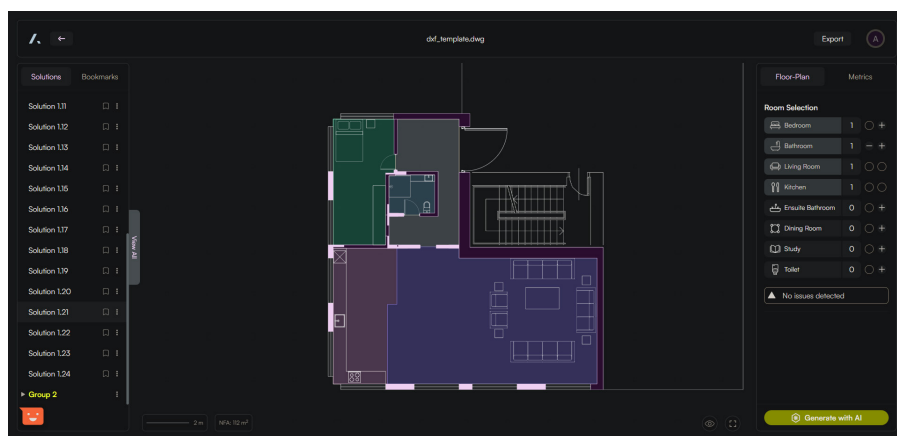 dxf_template.dwg
Export
A
Solutions Bookmarks
Solution 1.11
Solution 1.12
Solution 1.13
Solution 1.14
Solution 1.15
Solution 1.16
Solution 1.17
Solution 1.18
Solution 1.19
Solution 1.20
Solution 1.21
Solution 1.22
Solution 1.23
Solution 1.24
Group 2
View All
2 m
NFA: 112 m²
Floor-Plan Metrics
Room Selection
Bedroom 1
Bathroom 1
Living Room 1
Kitchen 1
Ensuite Bathroom 0
Dining Room 0
Study 0
Toilet 0
No issues detected
Generate with AI